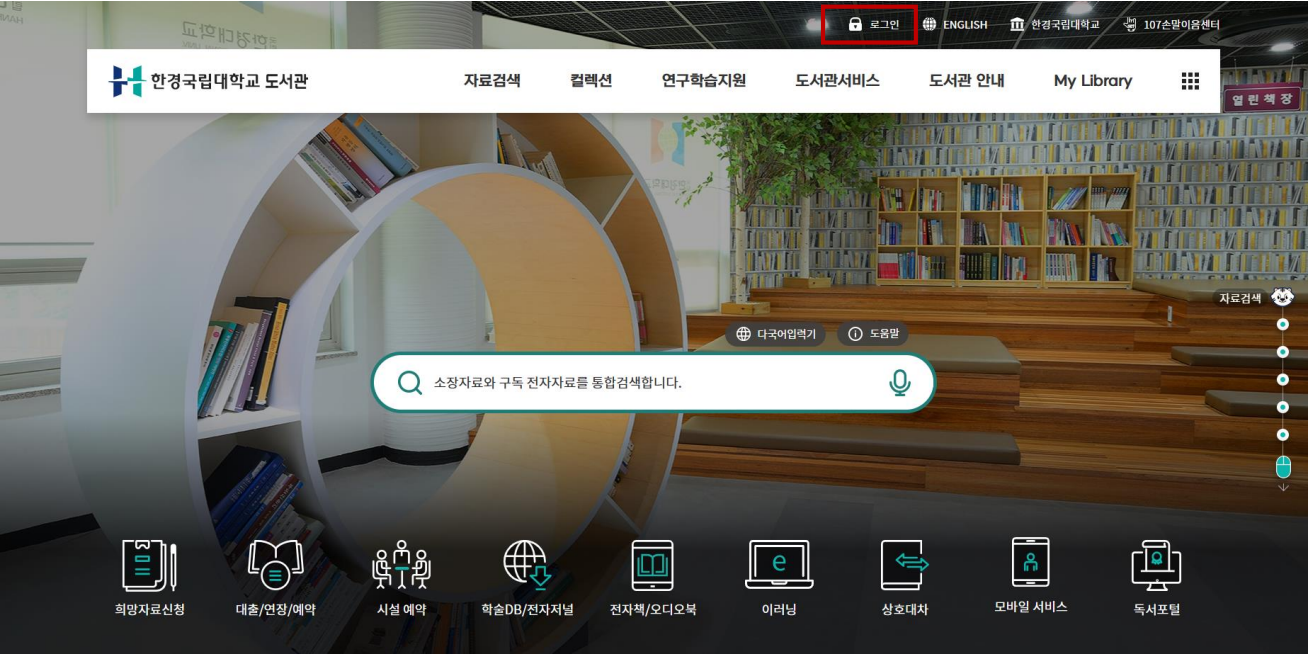 로그인
ENGLISH
한경국립대학교
107손말이음센터
한경국립대학교 도서관
자료검색
컬렉션
연구학습지원
도서관서비스
도서관 안내
My Library
열린책장
자료검색
다국어입력기
도움말
소장자료와 구독 전자자료를 통합검색합니다.
희망자료신청
대출/연장/예약
시설 예약
학술DB/전자저널
전자책/오디오북
이러닝
상호대차
모바일 서비스
독서포털